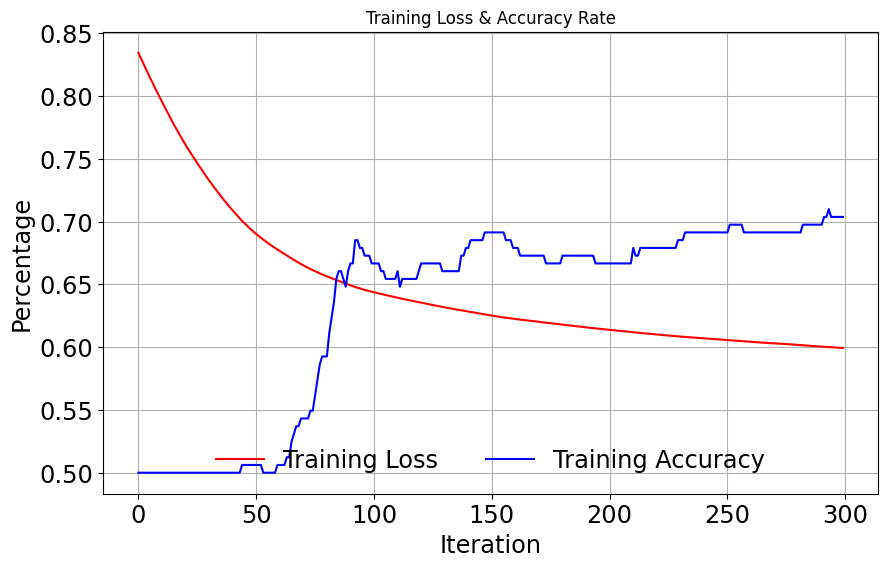 Training Loss & Accuracy Rate
0.85
0.80
0.75
0.70
0.65
0.60
0.55
0.50
Percentage
Training Loss Training Accuracy
0 50 100 150 200 250 300
Iteration